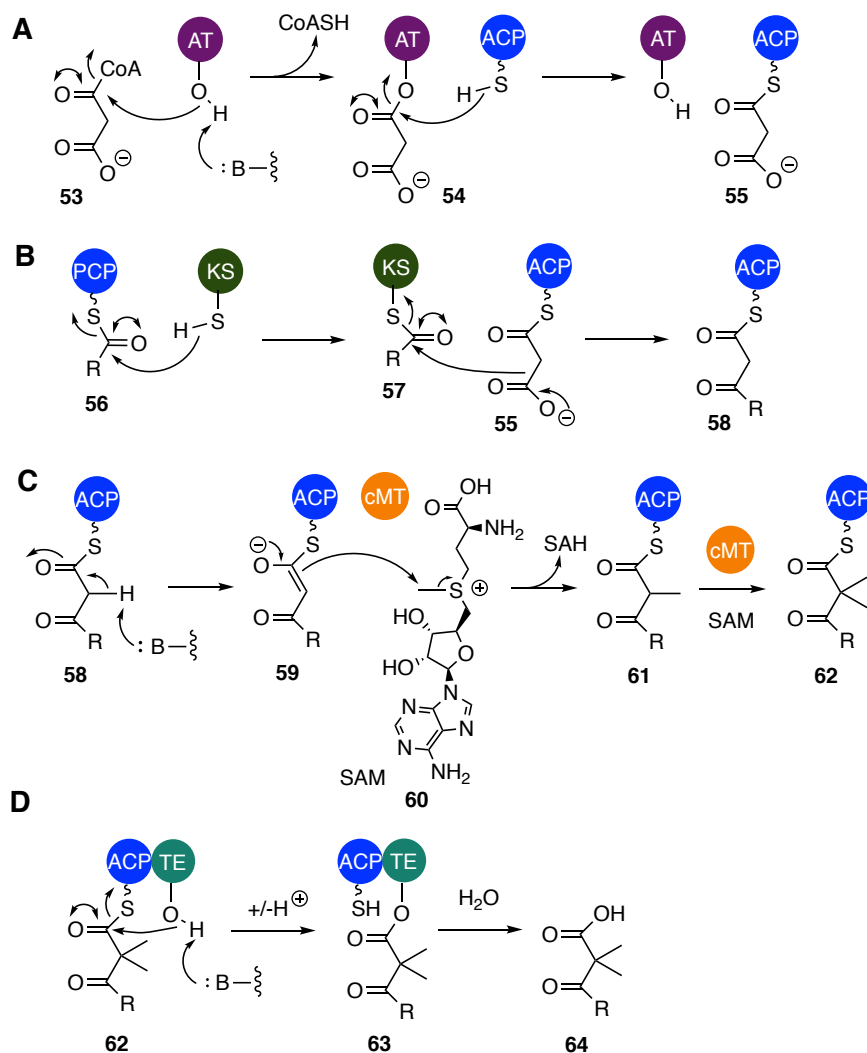 A
CoA
O
O
O
⊖
53
AT
O
H
:B
CoASH
AT
O
O
O
O
⊖
54
ACP
S
H
AT
O
H
ACP
S
O
O
O
⊖
55
B
PCP
S
O
R
56
KS
S
H
KS
S
O
R
57
ACP
S
O
O
O
⊖
55
ACP
S
O
O
R
58
C
ACP
S
O
H
O
R
:B
58
ACP
cMT
⊖
S
O
O
R
59
OH
O
NH2
S
⊕
HO
HO
O
N
N
N
N
N
NH2
SAM
60
SAH
ACP
S
O
O
R
61
cMT
SAM
ACP
S
O
O
R
62
D
ACP
TE
S
O
H
O
O
R
:B
62
+/-H⊕
ACP
TE
SH
O
O
O
R
63
H2O
OH
O
O
R
64